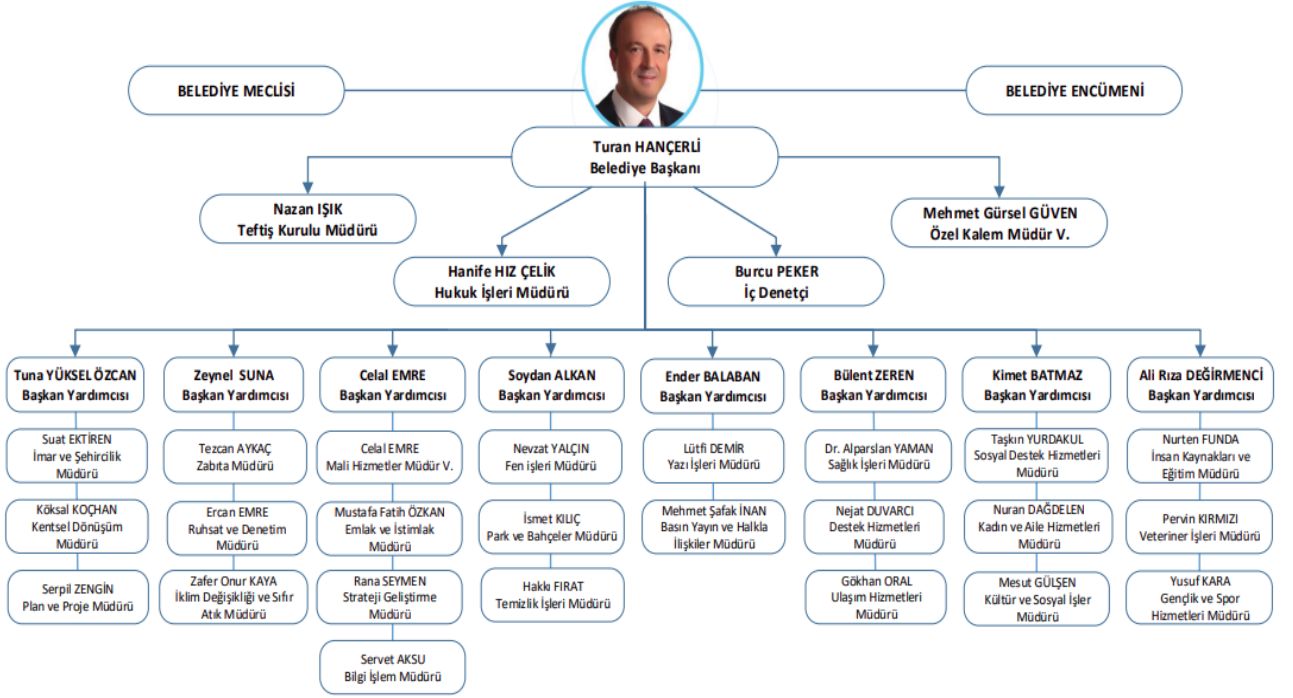 BELEDİYE MECLİSİ
BELEDİYE ENCÜMENİ
Turan HANÇERLİ
Belediye Başkanı
Nazan IŞIK
Teftiş Kurulu Müdürü
Mehmet Gürsel GÜVEN
Özel Kalem Müdür V.
Hanife HIZ ÇELİK
Hukuk İşleri Müdürü
Burcu PEKER
İç Denetçi
Tuna YÜKSEL ÖZCAN
Başkan Yardımcısı
Suat EKTİREN
İmar ve Şehircilik
Müdürü
Köksal KOÇHAN
Kentsel Dönüşüm
Müdürü
Serpil ZENGİN
Plan ve Proje Müdürü
Zeynel SUNA
Başkan Yardımcısı
Tezcan AYKAÇ
Zabıta Müdürü
Ercan EMRE
Ruhsat ve Denetim
Müdürü
Zafer Onur KAYA
İklim Değişikliği ve Sıfır
Atık Müdürü
Celal EMRE
Başkan Yardımcısı
Celal EMRE
Mali Hizmetler Müdür V.
Mustafa Fatih ÖZKAN
Emlak ve İstimlak
Müdürü
Rana SEYMEN
Strateji Geliştirme
Müdürü
Servet AKSU
Bilgi İşlem Müdürü
Soydan ALKAN
Başkan Yardımcısı
Nevzat YALÇIN
Fen işleri Müdürü
İsmet KILIÇ
Park ve Bahçeler Müdürü
Hakkı FIRAT
Temizlik İşleri Müdürü
Ender BALABAN
Başkan Yardımcısı
Lütfi DEMİR
Yazı İşleri Müdürü
Mehmet Şafak İNAN
Basın Yayın ve Halkla
İlişkiler Müdürü
Bülent ZEREN
Başkan Yardımcısı
Dr. Alparslan YAMAN
Sağlık İşleri Müdürü
Nejat DUVARCI
Destek Hizmetleri
Müdürü
Gökhan ORAL
Ulaşım Hizmetleri
Müdürü
Kimet BATMAZ
Başkan Yardımcısı
Taşkın YURDAKUL
Sosyal Destek Hizmetleri
Müdürü
Nuran DAĞDELEN
Kadın ve Aile Hizmetleri
Müdürü
Mesut GÜLŞEN
Kültür ve Sosyal İşler
Müdürü
Ali Rıza DEĞİRMENCİ
Başkan Yardımcısı
Nurten FUNDA
İnsan Kaynakları ve
Eğitim Müdürü
Pervin KIRMIZI
Veteriner İşleri Müdürü
Yusuf KARA
Gençlik ve Spor
Hizmetleri Müdürü